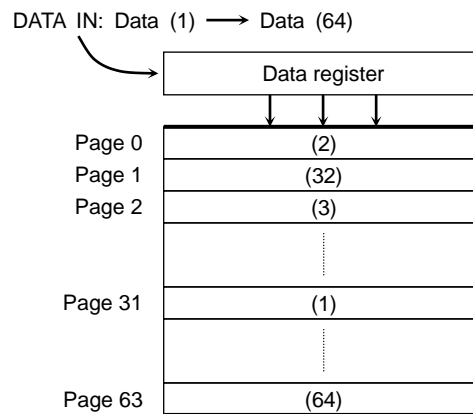 DATA IN: Data (1) Data (64)
Data register
Page 0 (2)
Page 1 (32)
Page 2 (3)
Page 31 (1)
Page 63 (64)